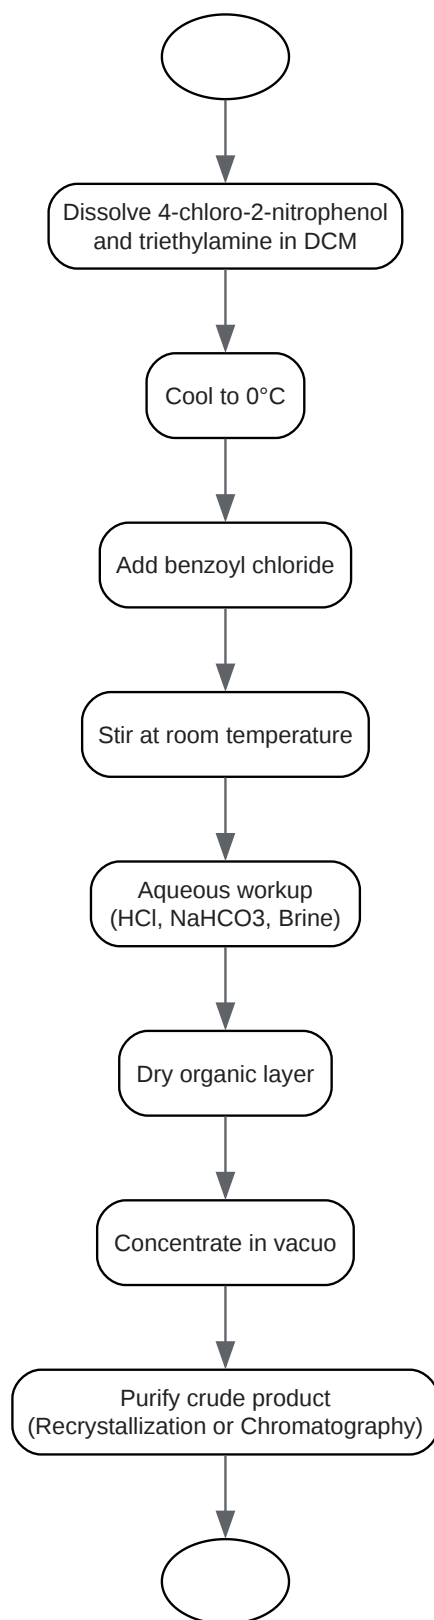 Dissolve 4-chloro-2-nitrophenol
and triethylamine in DCM
Cool to 0°C
Add benzoyl chloride
Stir at room temperature
Aqueous workup
(HCl, NaHCO3, Brine)
Dry organic layer
Concentrate in vacuo
Purify crude product
(Recrystallization or Chromatography)